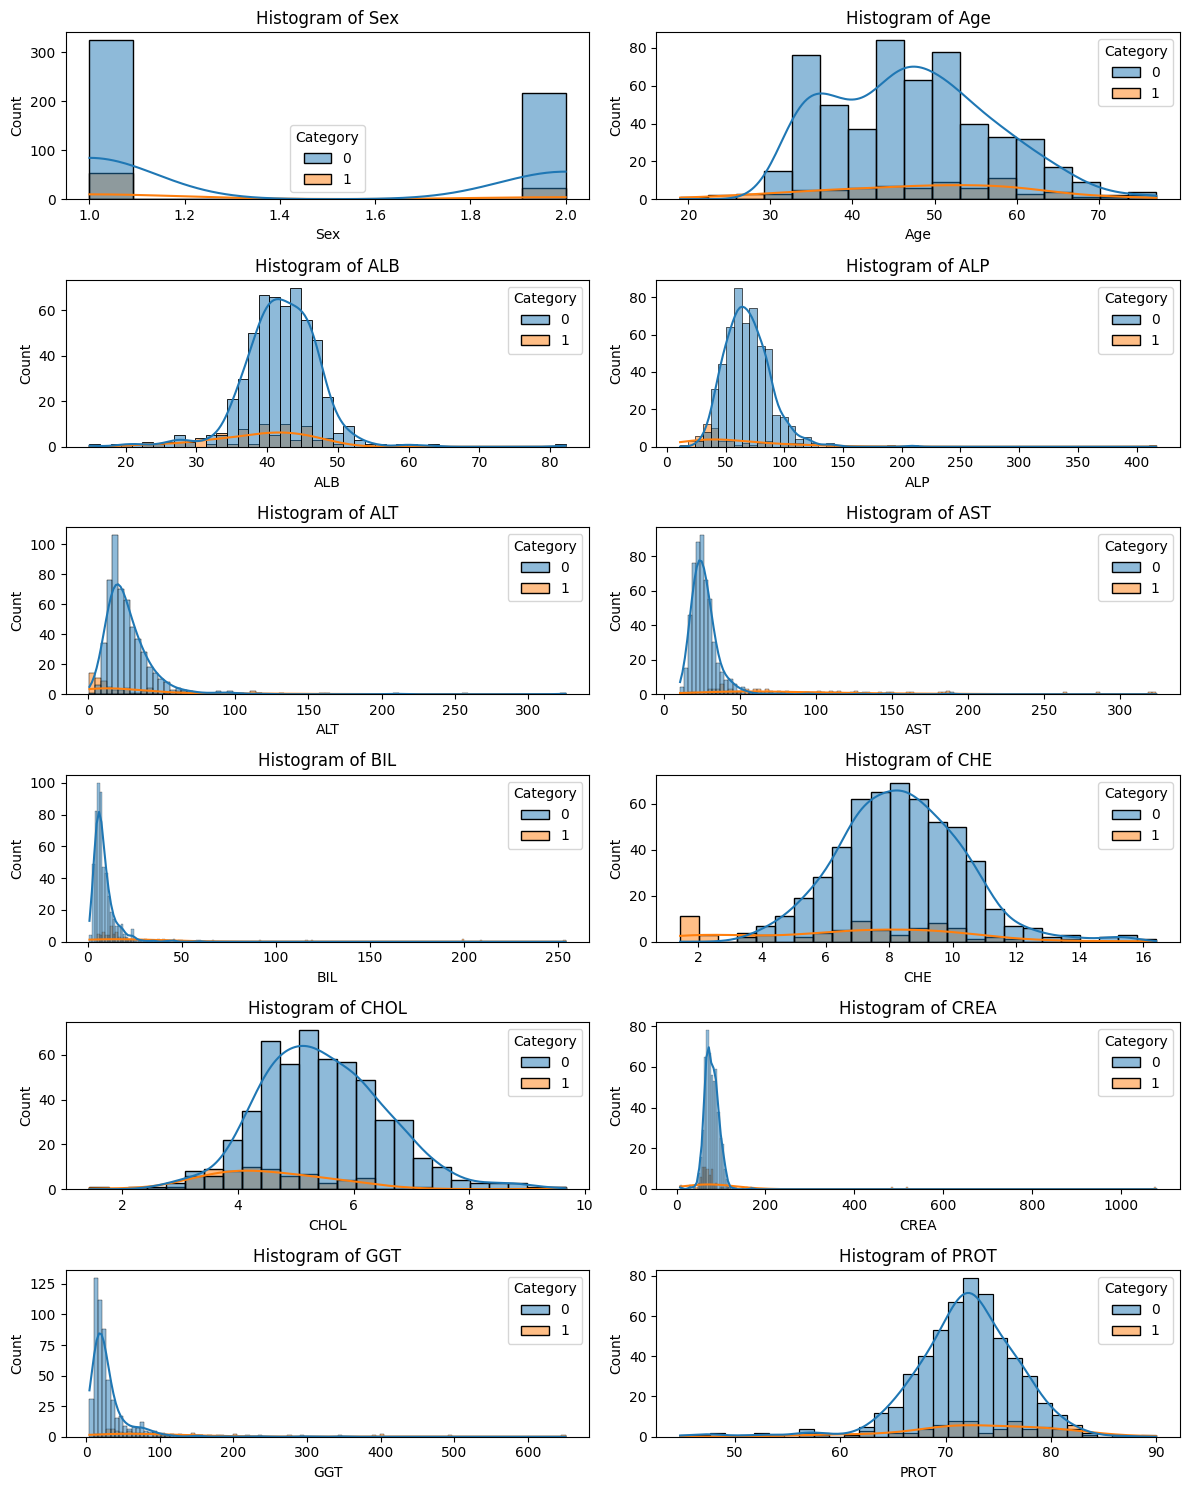 Histogram of Sex
Count
300
200
100
0
Category
0
1
1.0 1.2 1.4 1.6 1.8 2.0
Sex
Histogram of Age
Count
80
60
40
20
0
Category
0
1
20 30 40 50 60 70
Age
Histogram of ALB
Count
60
40
20
0
Category
0
1
20 30 40 50 60 70 80
ALB
Histogram of ALP
Count
80
60
40
20
0
Category
0
1
0 50 100 150 200 250 300 350 400
ALP
Histogram of ALT
Count
100
80
60
40
20
0
Category
0
1
0 50 100 150 200 250 300
ALT
Histogram of AST
Count
80
60
40
20
0
Category
0
1
0 50 100 150 200 250 300
AST
Histogram of BIL
Count
100
80
60
40
20
0
Category
0
1
0 50 100 150 200 250
BIL
Histogram of CHE
Count
60
40
20
0
Category
0
1
2 4 6 8 10 12 14 16
CHE
Histogram of CHOL
Count
60
40
20
0
Category
0
1
2 4 6 8 10
CHOL
Histogram of CREA
Count
80
60
40
20
0
Category
0
1
0 200 400 600 800 1000
CREA
Histogram of GGT
Count
125
100
75
50
25
0
Category
0
1
0 100 200 300 400 500 600
GGT
Histogram of PROT
Count
80
60
40
20
0
Category
0
1
50 60 70 80 90
PROT